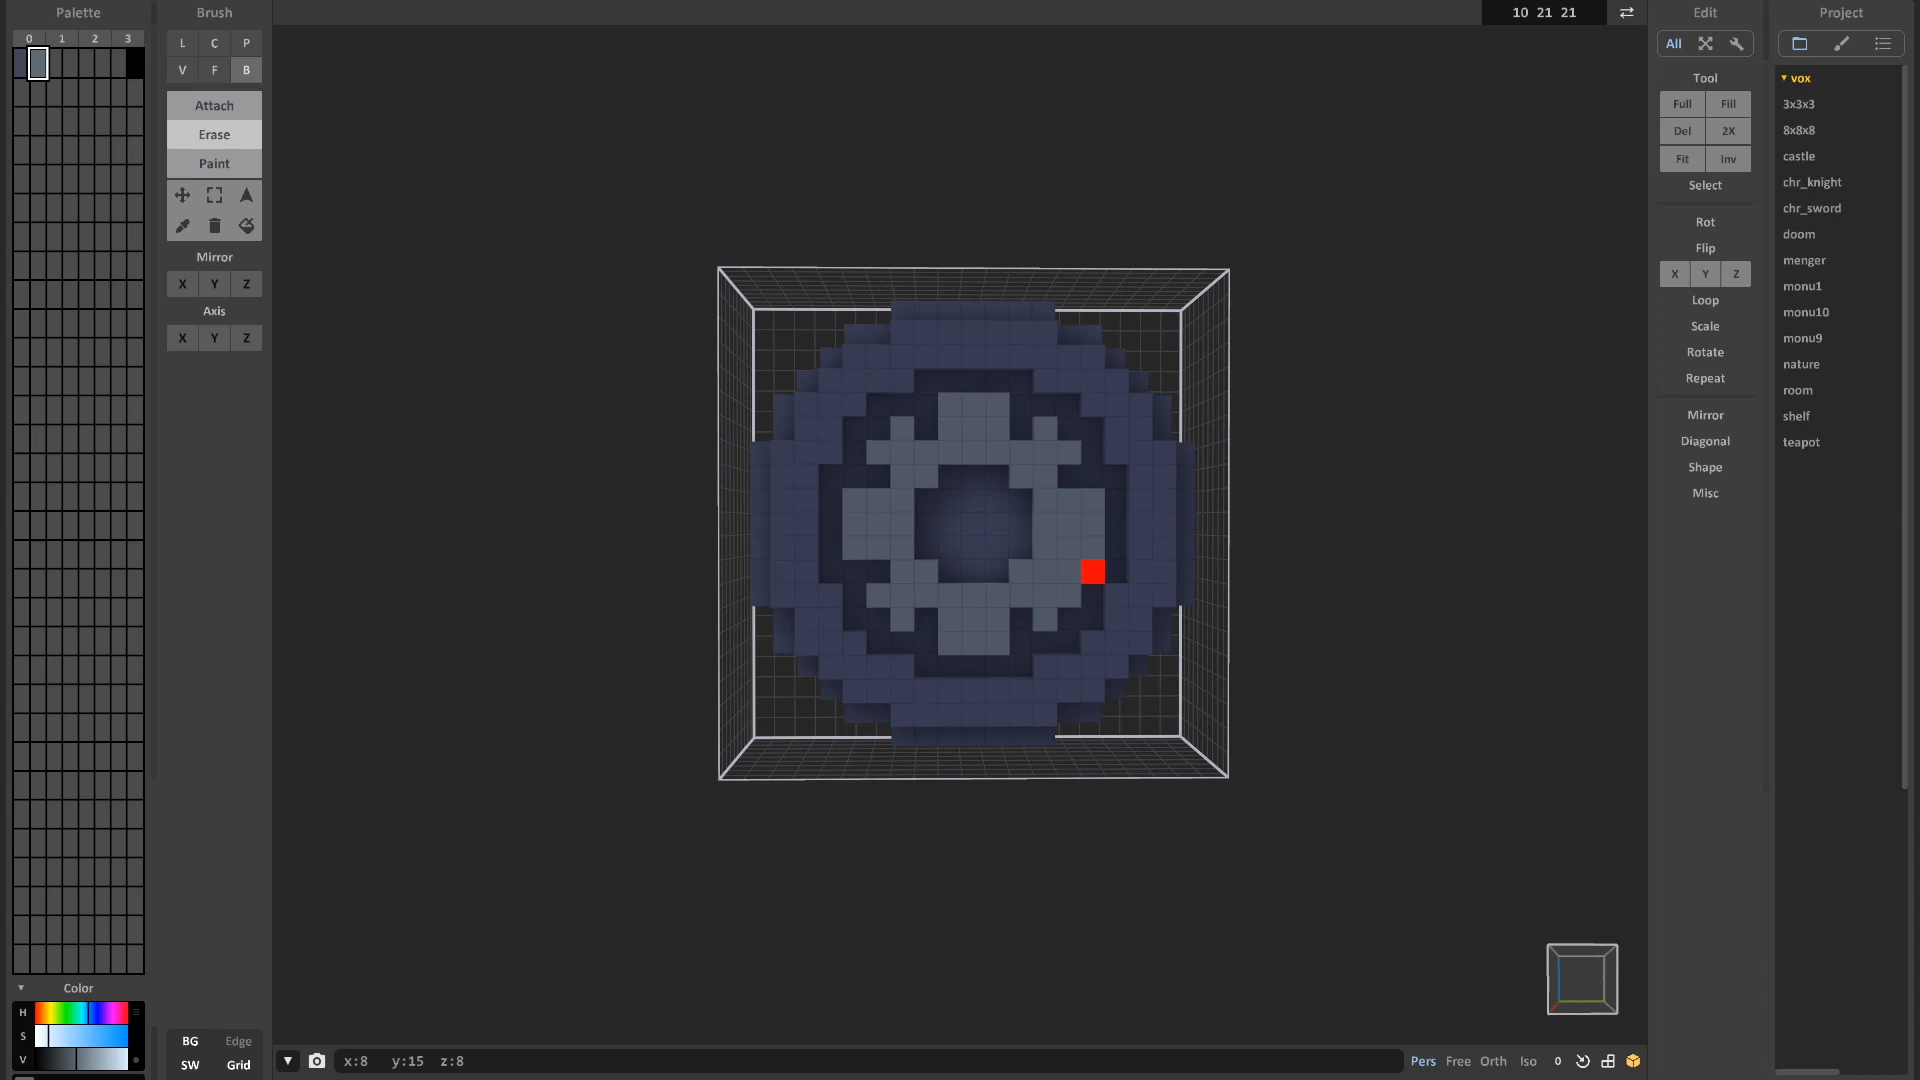 Palette
0 1 2 3
Color
H
S
V
Brush
L C P
V F B
Attach
Erase
Paint
Mirror
X Y Z
Axis
X Y Z
BG Edge
SW Grid
10 21 21
x:8 y:15 z:8
Pers Free Orth Iso 0
Edit
All
Tool
Full Fill
Del 2X
Fit Inv
Select
Rot
Flip
X Y Z
Loop
Scale
Rotate
Repeat
Mirror
Diagonal
Shape
Misc
Project
vox
3x3x3
8x8x8
castle
chr_knight
chr_sword
doom
menger
monu1
monu10
monu9
nature
room
shelf
teapot